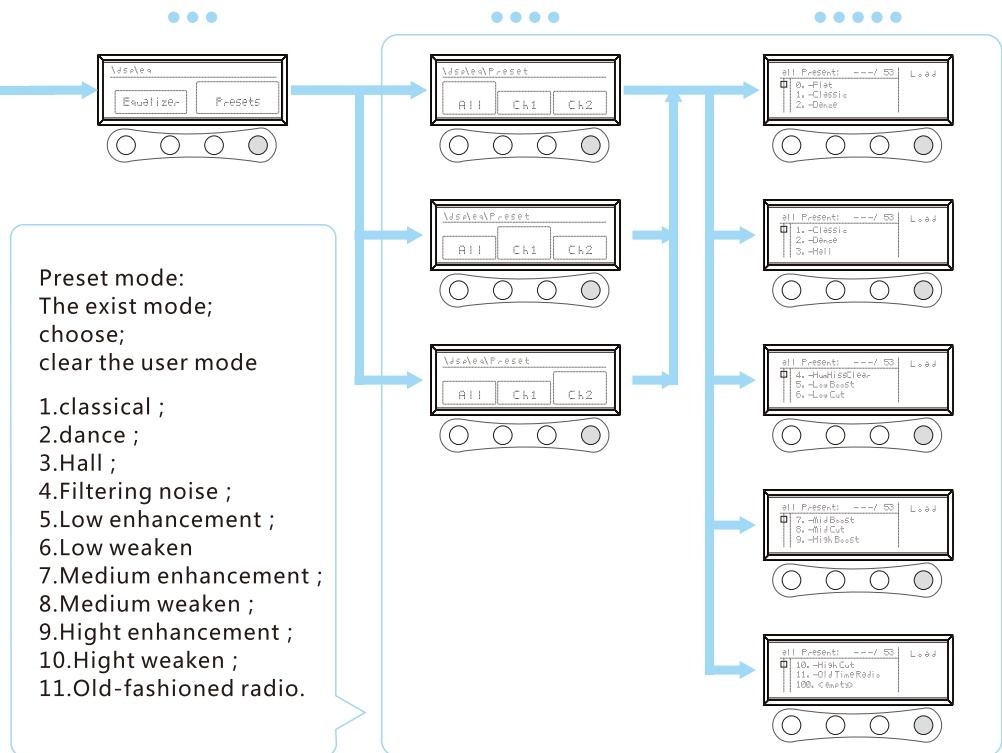 \dsp\eq
Equalizer
Presets
\dsp\eq\Preset
All
Ch1
Ch2
all Present: ---/ 53
Load
0. -Flat
1. -Classic
2. -Dance
\dsp\eq\Preset
All
Ch1
Ch2
all Present: ---/ 53
Load
1. -Classic
2. -Dance
3. -Hall
\dsp\eq\Preset
All
Ch1
Ch2
all Present: ---/ 53
Load
4. -HumHissClear
5. -LowBoost
6. -LowCut
all Present: ---/ 53
Load
7. -MidBoost
8. -MidCut
9. -HighBoost
all Present: ---/ 53
Load
10. -HighCut
11. -OldTimeRadio
100. <empty>
Preset mode:
The exist mode;
choose;
clear the user mode
1.classical ;
2.dance ;
3.Hall ;
4.Filtering noise ;
5.Low enhancement ;
6.Low weaken
7.Medium enhancement ;
8.Medium weaken ;
9.Hight enhancement ;
10.Hight weaken ;
11.Old-fashioned radio.